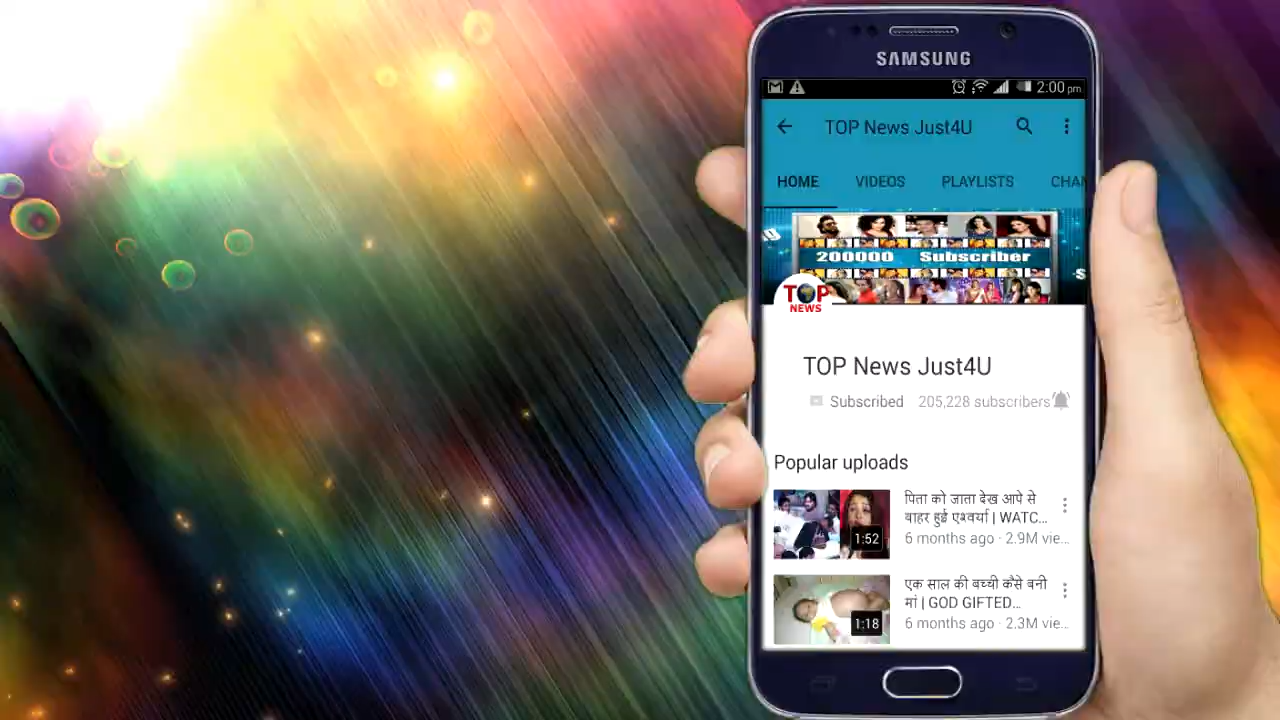 SAMSUNG
2:00 pm
TOP News Just4U
HOME VIDEOS PLAYLISTS CHAN
200000 Subscriber
TOP
NEWS
TOP News Just4U
Subscribed 205,228 subscribers
Popular uploads
पिता को जाता देख आपे से
बाहर हुई एश्वर्या | WATC...
6 months ago · 2.9M vie...
1:52
एक साल की बच्ची कैसे बनी
मां | GOD GIFTED...
6 months ago · 2.3M vie...
1:18